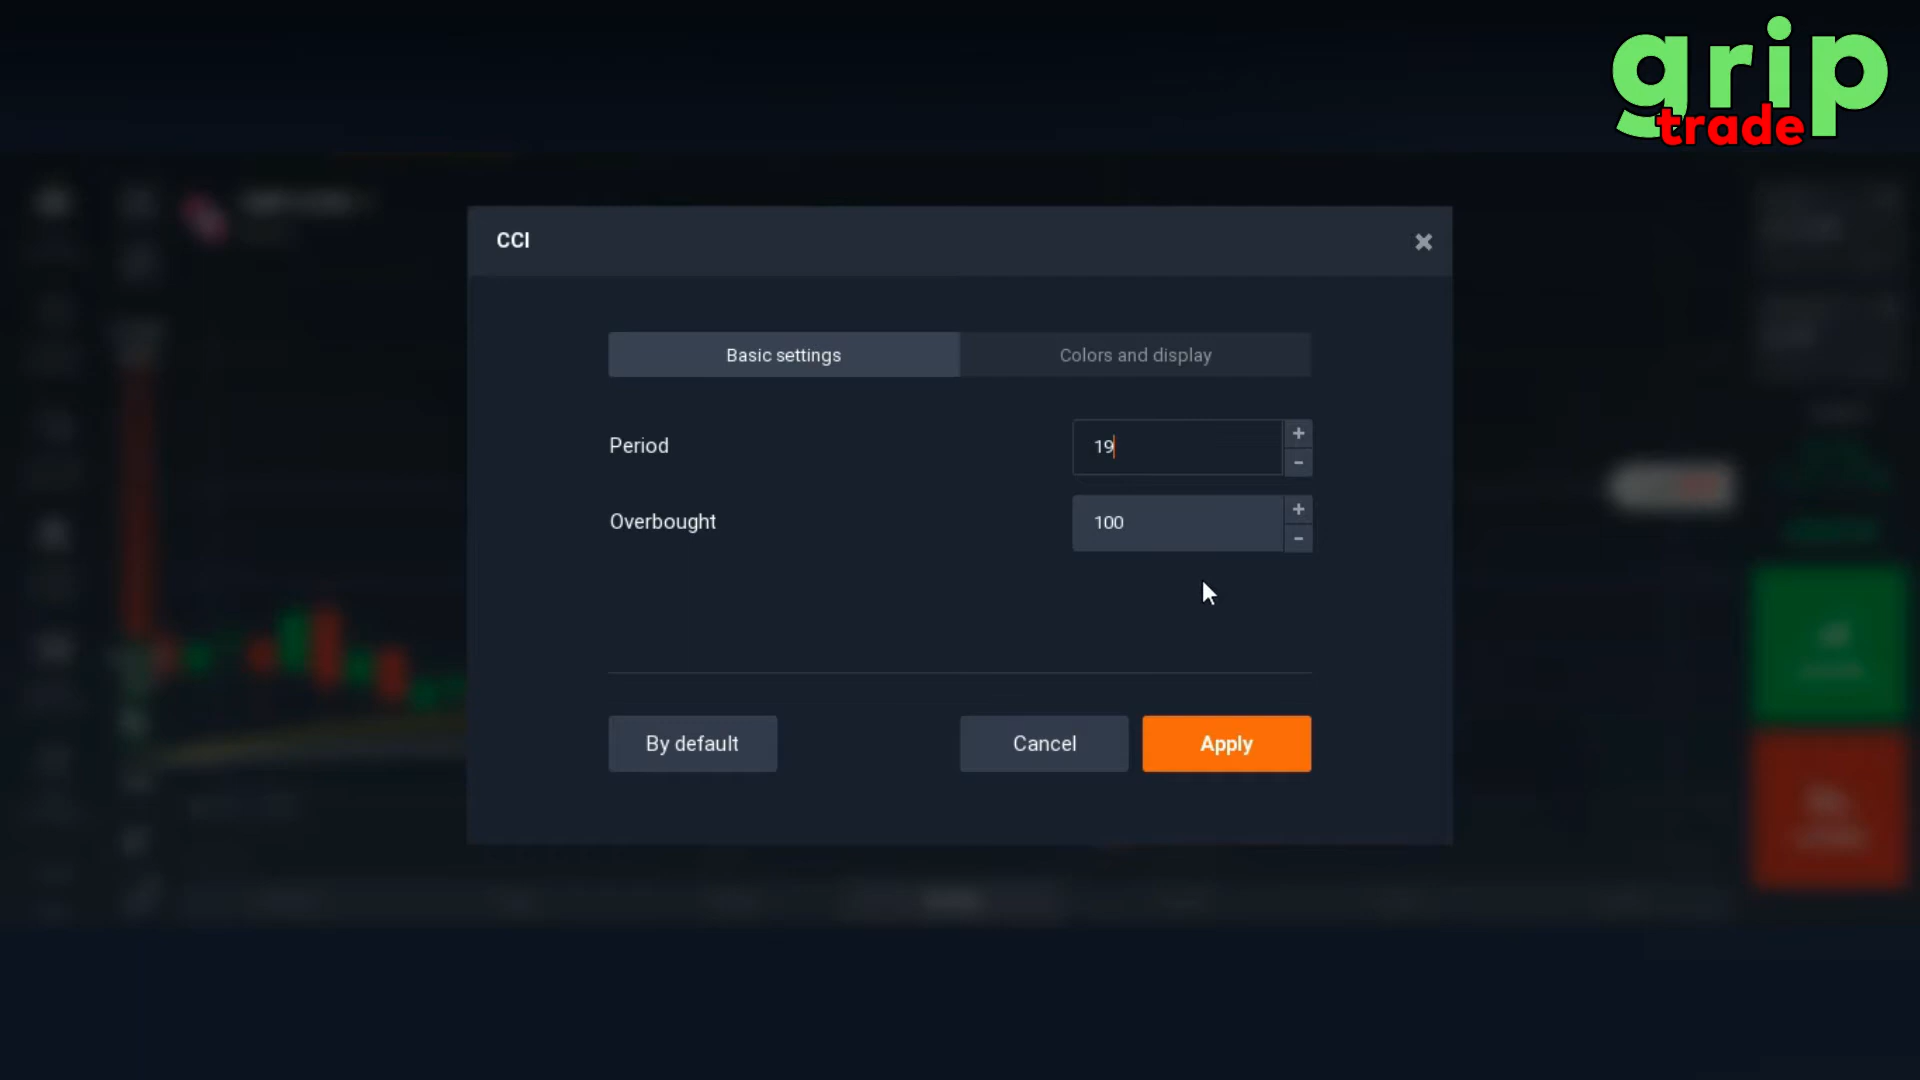 grip
trade
CCI
Basic settings
Colors and display
Period
19
+
-
Overbought
100
+
-
By default
Cancel
Apply